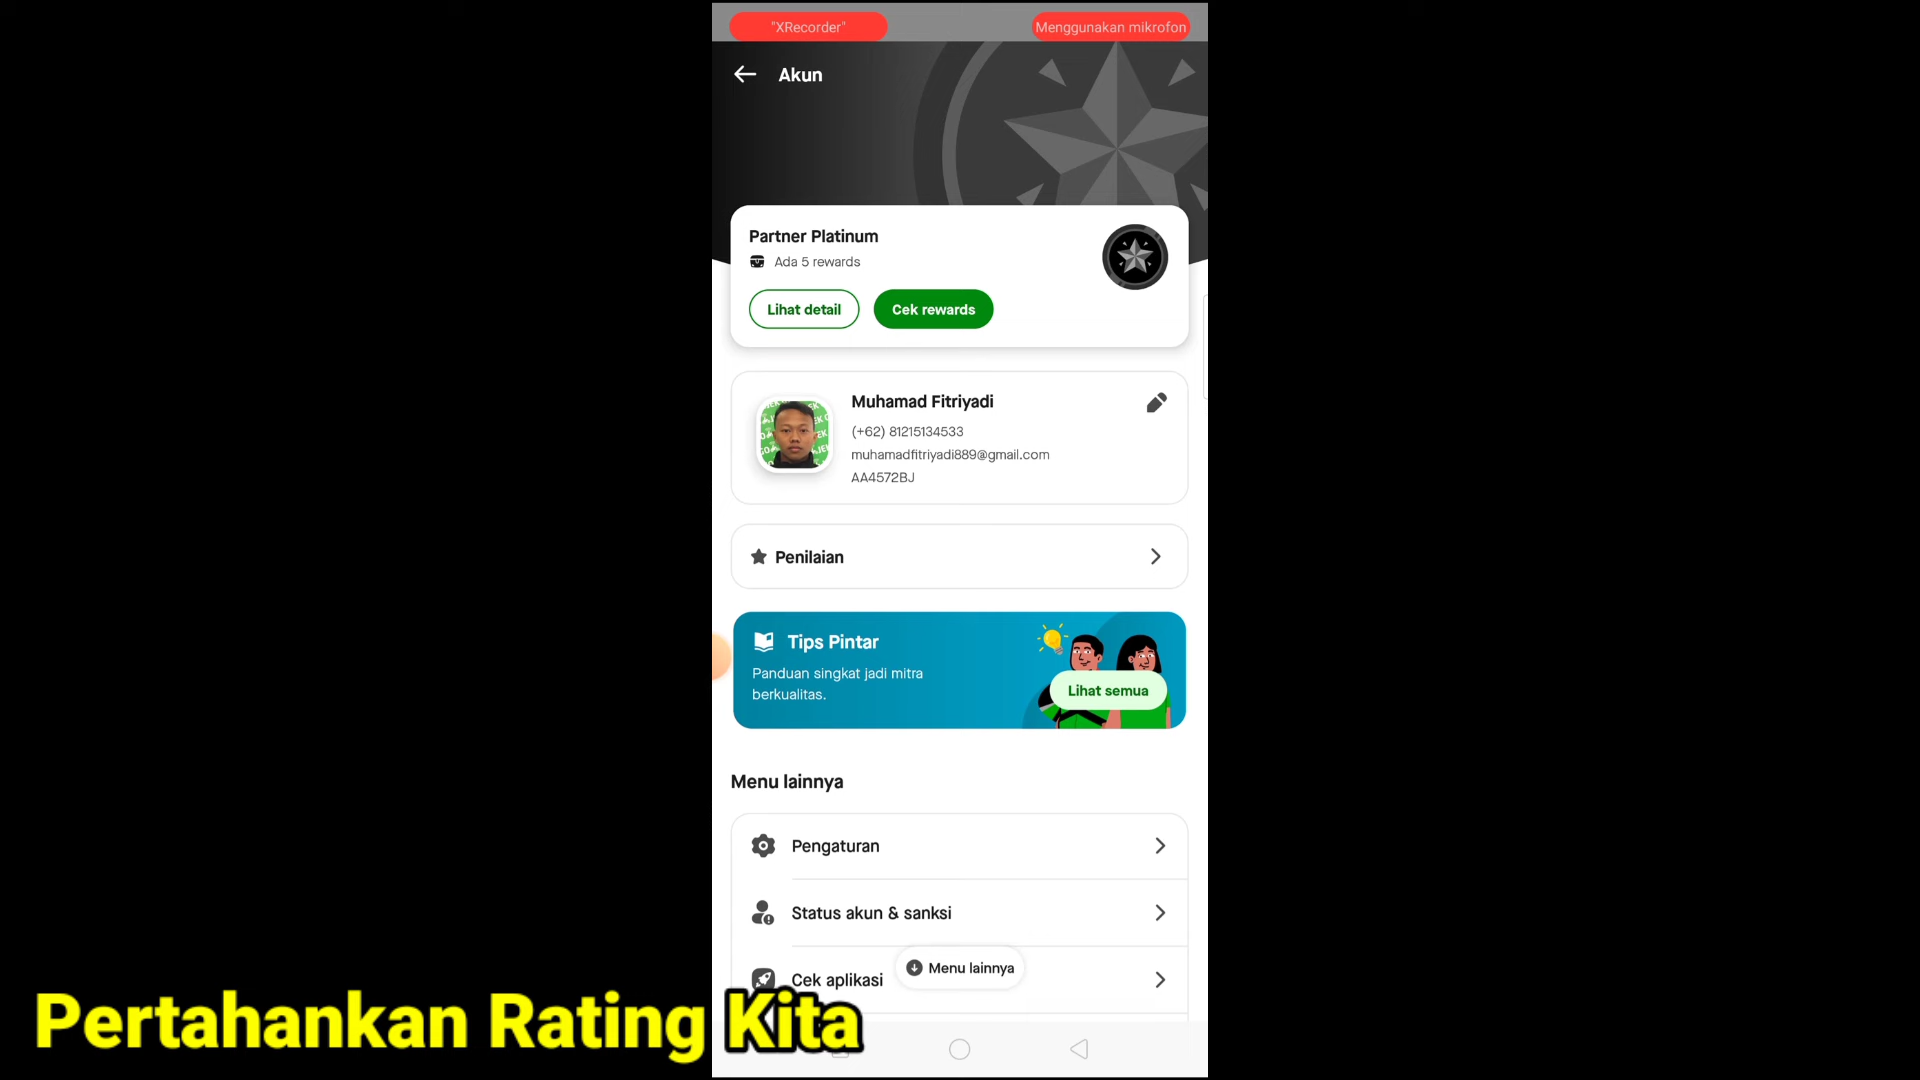 "XRecorder"
Menggunakan mikrofon
Akun
Partner Platinum
Ada 5 rewards
Lihat detail
Cek rewards
Muhamad Fitriyadi
(+62) 81215134533
muhamadfitriyadi889@gmail.com
AA4572BJ
Penilaian
Tips Pintar
Panduan singkat jadi mitra
berkualitas.
Lihat semua
Menu lainnya
Pengaturan
Status akun & sanksi
Cek aplikasi
Menu lainnya
Pertahankan Rating Kita